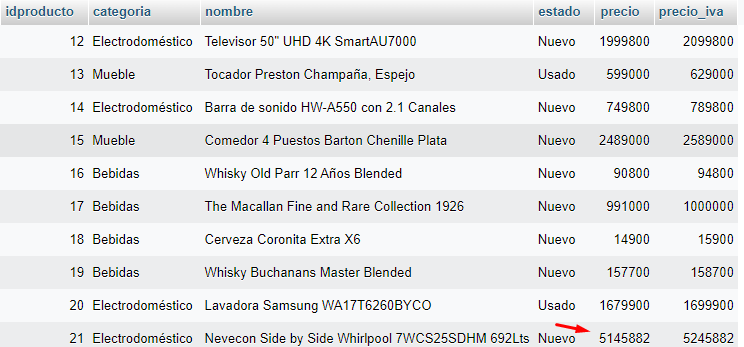 idproducto categoria nombre estado precio precio_iva
12 Electrodoméstico Televisor 50" UHD 4K SmartAU7000 Nuevo 1999800 2099800
13 Mueble Tocador Preston Champaña, Espejo Usado 599000 629000
14 Electrodoméstico Barra de sonido HW-A550 con 2.1 Canales Nuevo 749800 789800
15 Mueble Comedor 4 Puestos Barton Chenille Plata Nuevo 2489000 2589000
16 Bebidas Whisky Old Parr 12 Años Blended Nuevo 90800 94800
17 Bebidas The Macallan Fine and Rare Collection 1926 Nuevo 991000 1000000
18 Bebidas Cerveza Coronita Extra X6 Nuevo 14900 15900
19 Bebidas Whisky Buchanans Master Blended Nuevo 157700 158700
20 Electrodoméstico Lavadora Samsung WA17T6260BYCO Usado 1679900 1699900
21 Electrodoméstico Nevecon Side by Side Whirlpool 7WCS25SDHM 692Lts Nuevo 5145882 5245882